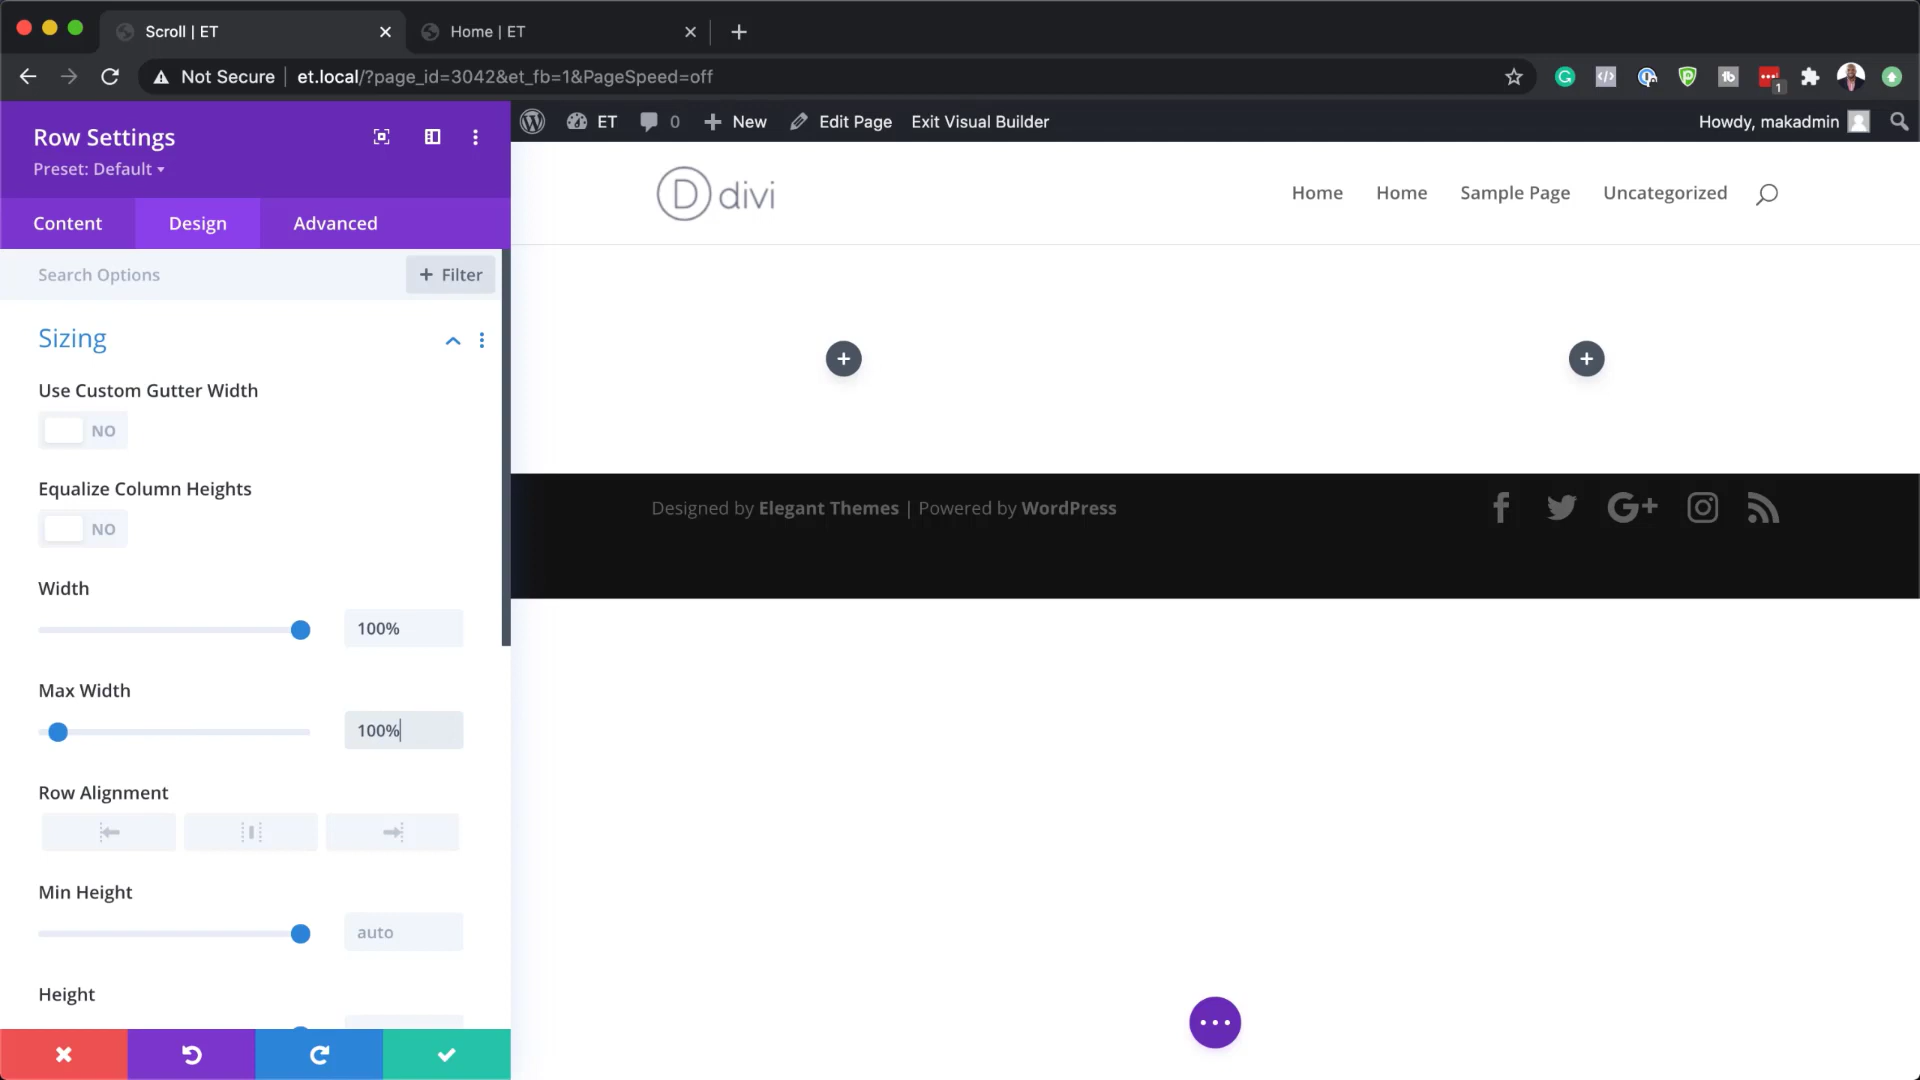 Scroll | ET
Home | ET
Not Secure
et.local/?page_id=3042&et_fb=1&PageSpeed=off
1
Row Settings
Preset: Default
ET
0
New
Edit Page
Exit Visual Builder
Howdy, makadmin
Content
Design
Advanced
D divi
Home
Home
Sample Page
Uncategorized
Search Options
+ Filter
Sizing
Use Custom Gutter Width
NO
Equalize Column Heights
NO
Width
100%
Max Width
100%
Row Alignment
Min Height
auto
Height
Designed by Elegant Themes | Powered by WordPress